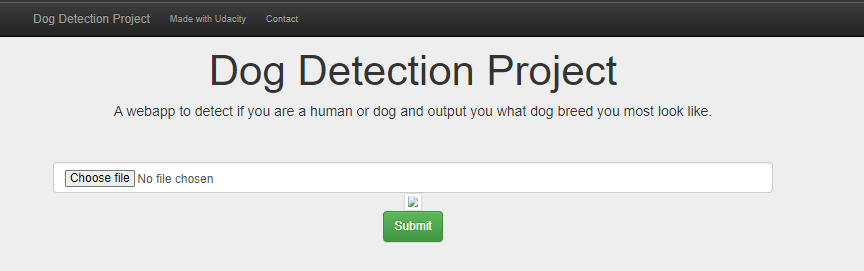 Dog Detection Project Made with Udacity Contact
Dog Detection Project
A webapp to detect if you are a human or dog and output you what dog breed you most look like.
Choose file No file chosen
Submit